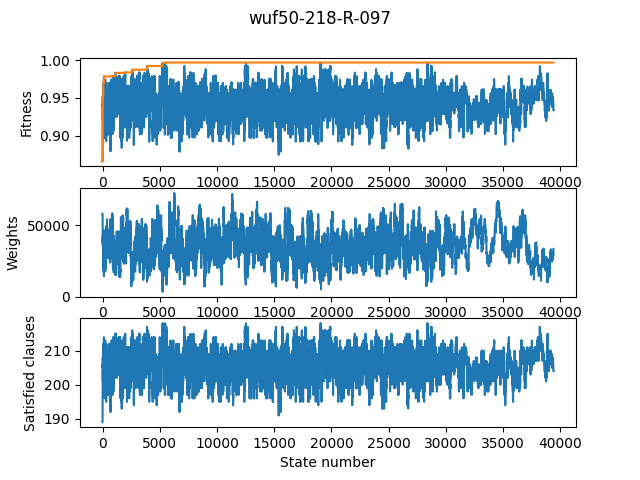 wuf50-218-R-097
1.00
0.95
0.90
Fitness
0 5000 10000 15000 20000 25000 30000 35000 40000
50000
0
Weights
0 5000 10000 15000 20000 25000 30000 35000 40000
210
200
190
Satisfied clauses
0 5000 10000 15000 20000 25000 30000 35000 40000
State number